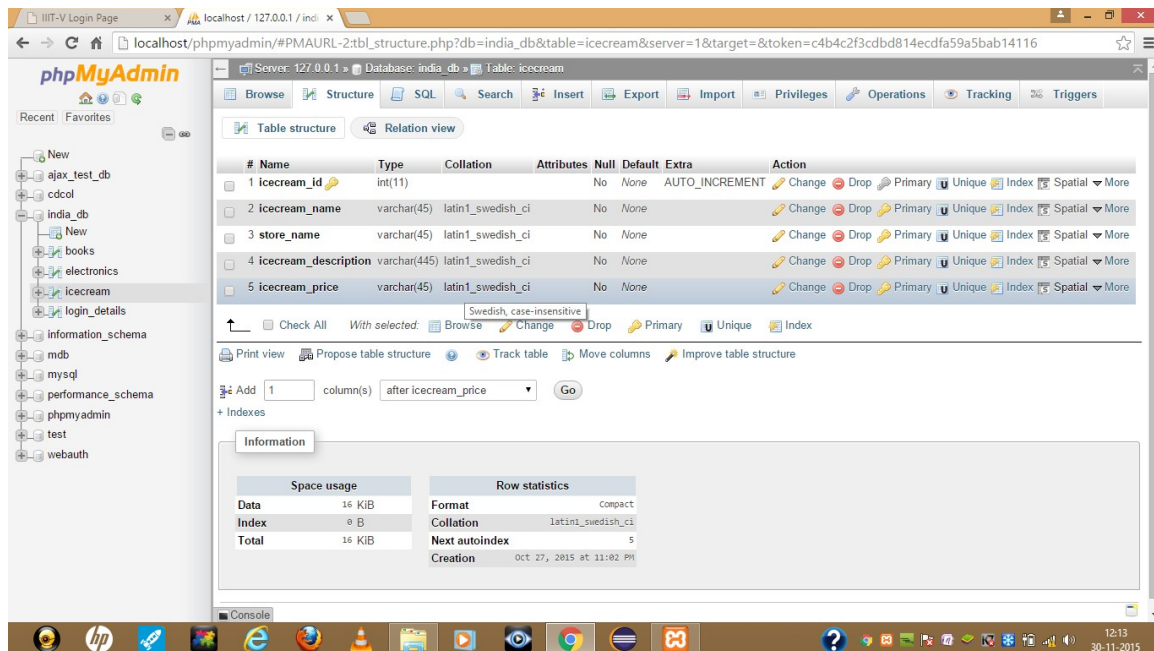 IIIT-V Login Page
localhost / 127.0.0.1 / indi
localhost/phpmyadmin/#PMAURL-2:tbl_structure.php?db=india_db&table=icecream&server=1&target=&token=c4b4c2f3cdbd814ecdfa59a5bab14116
phpMyAdmin
Recent Favorites
New
ajax_test_db
cdcol
india_db
New
books
electronics
icecream
login_details
information_schema
mdb
mysql
performance_schema
phpmyadmin
test
webauth
Server: 127.0.0.1 » Database: india_db » Table: icecream
Browse Structure SQL Search Insert Export Import Privileges Operations Tracking Triggers
Table structure Relation view
# Name Type Collation Attributes Null Default Extra Action
1 icecream_id int(11) No None AUTO_INCREMENT Change Drop Primary Unique Index Spatial More
2 icecream_name varchar(45) latin1_swedish_ci No None Change Drop Primary Unique Index Spatial More
3 store_name varchar(45) latin1_swedish_ci No None Change Drop Primary Unique Index Spatial More
4 icecream_description varchar(445) latin1_swedish_ci No None Change Drop Primary Unique Index Spatial More
5 icecream_price varchar(45) latin1_swedish_ci No None Change Drop Primary Unique Index Spatial More
Swedish, case-insensitive
Check All With selected: Browse Change Drop Primary Unique Index
Print view Propose table structure Track table Move columns Improve table structure
Add 1 column(s) after icecream_price Go
+ Indexes
Information
Space usage
Data 16 KiB
Index 0 B
Total 16 KiB
Row statistics
Format Compact
Collation latin1_swedish_ci
Next autoindex 5
Creation Oct 27, 2015 at 11:02 PM
Console
hp
12:13
30-11-2015